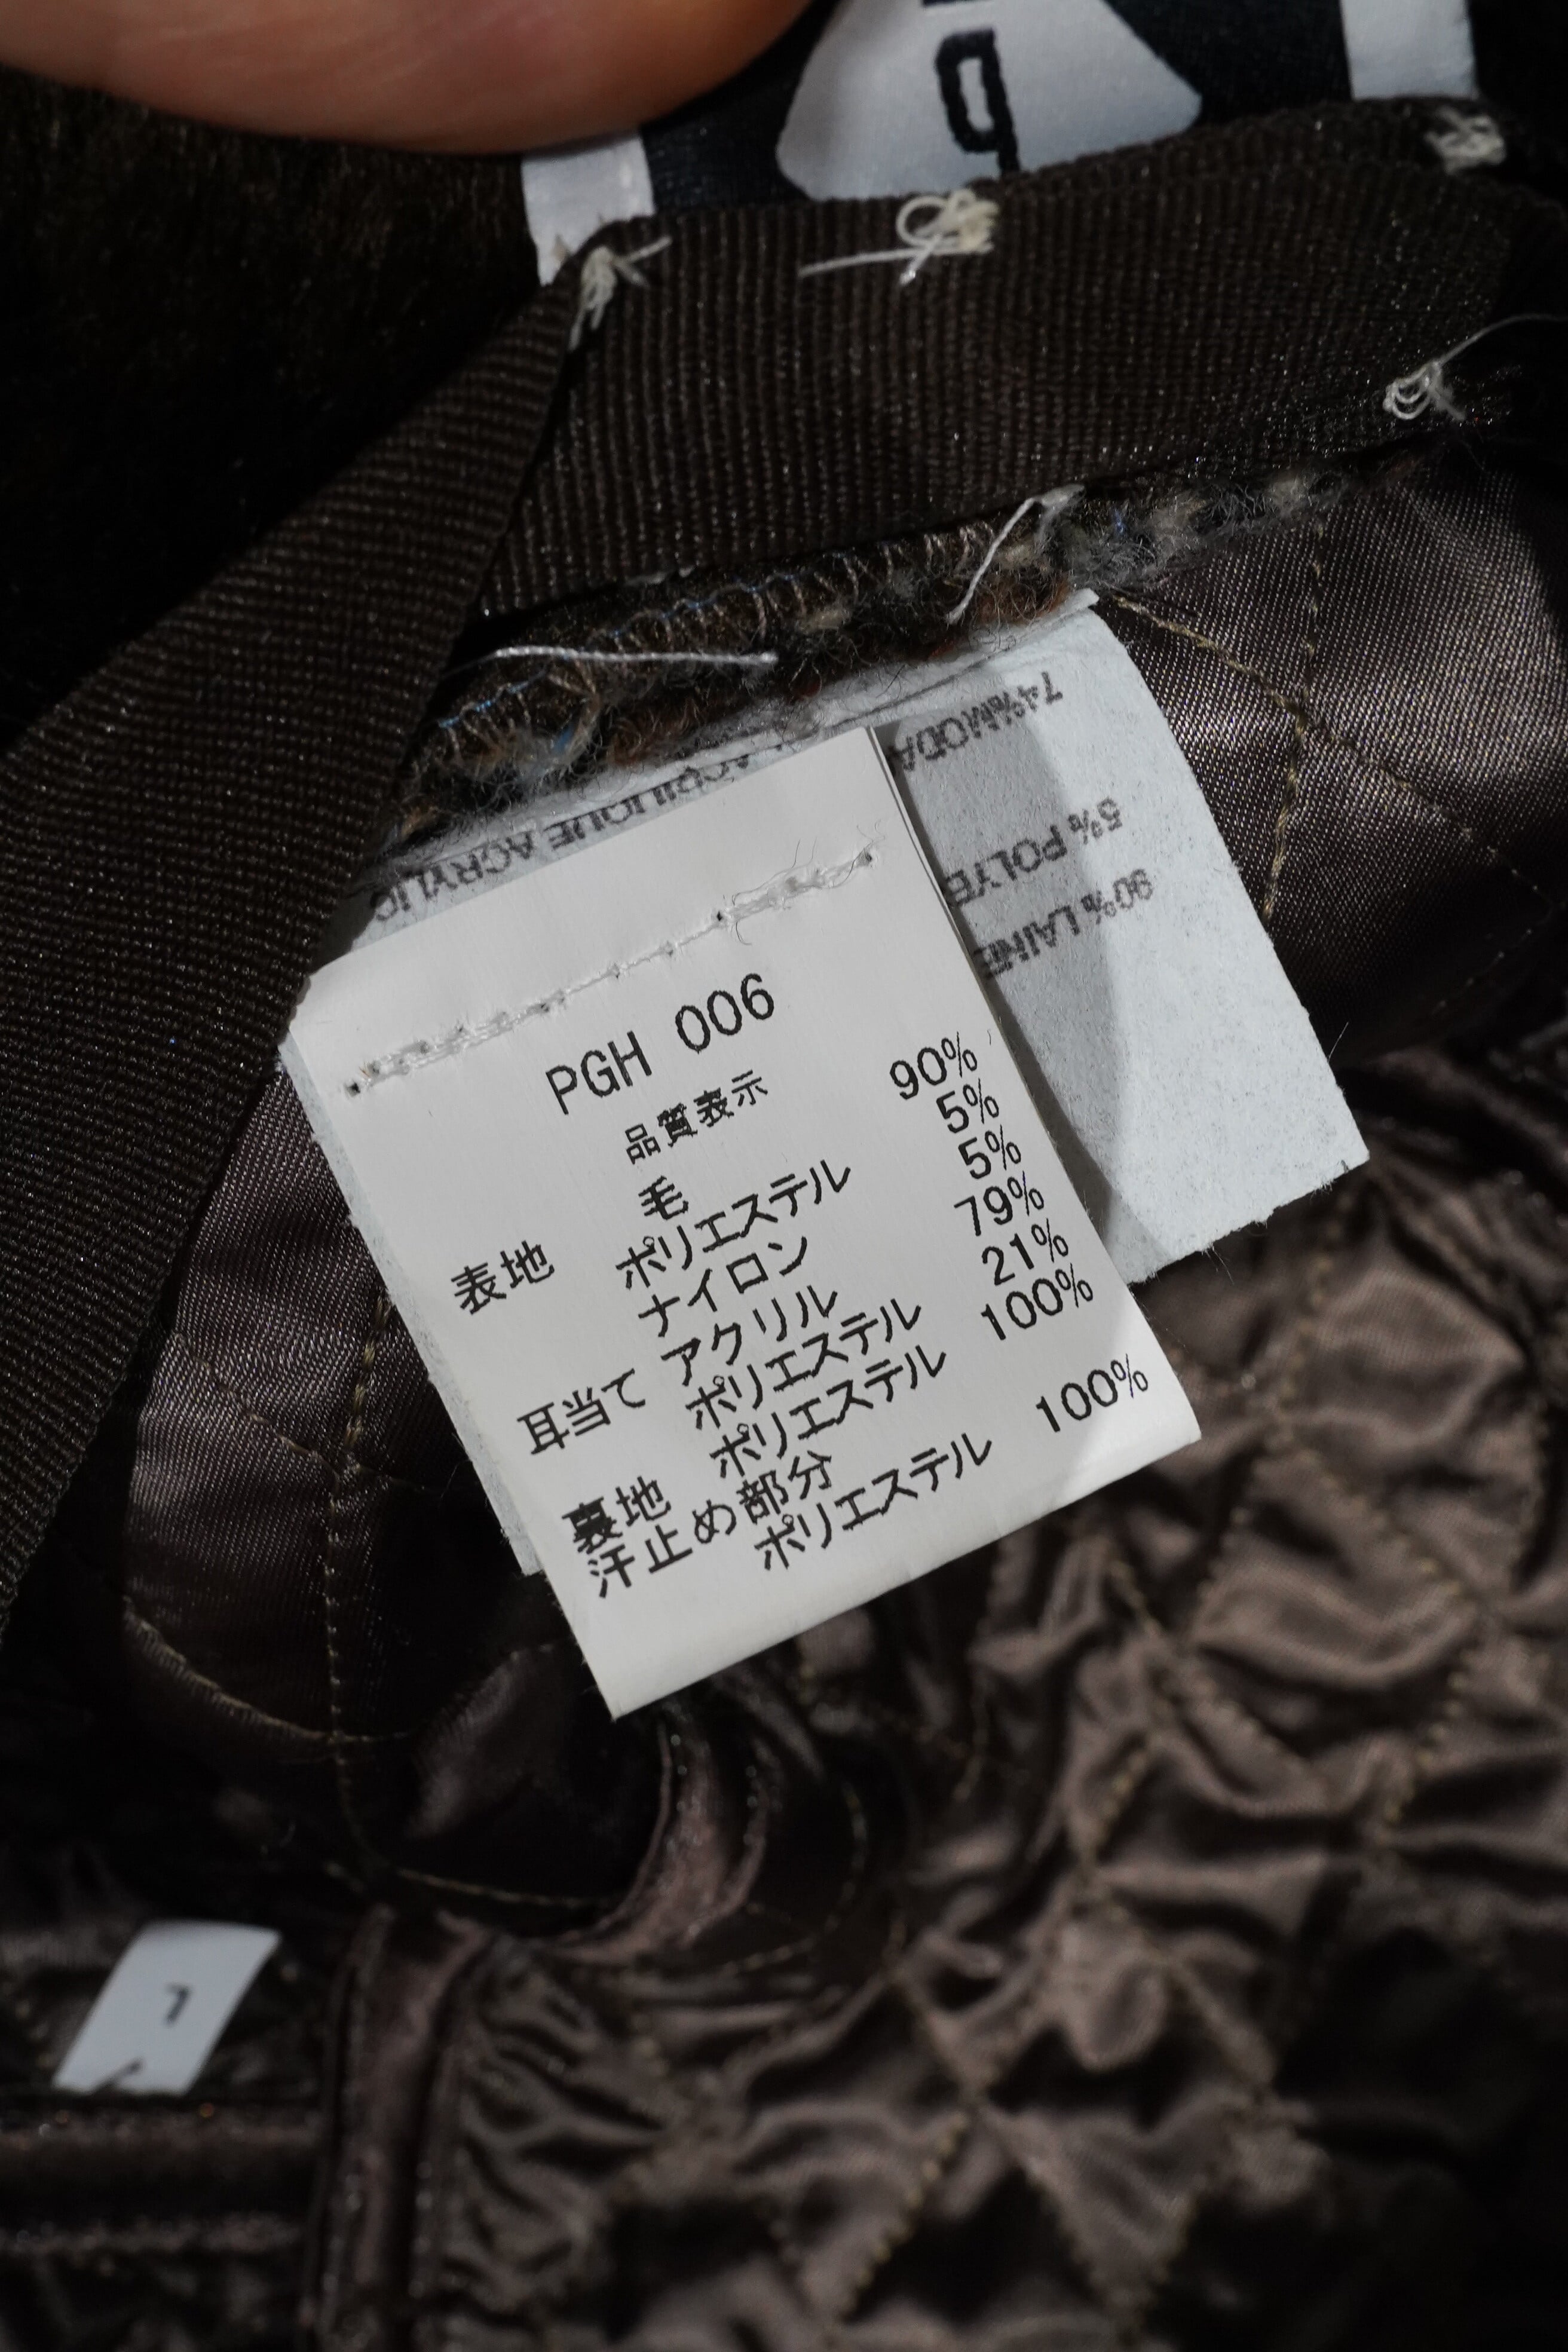 g
74%MODA
ACRILIQUE ACRYLIC
5% POLYE
90% LAINE
PGH 006
品質表示
表地 毛 90%
ポリエステル 5%
ナイロン 5%
耳当て アクリル 79%
ポリエステル 21%
裏地 ポリエステル 100%
汗止め部分
ポリエステル 100%
L